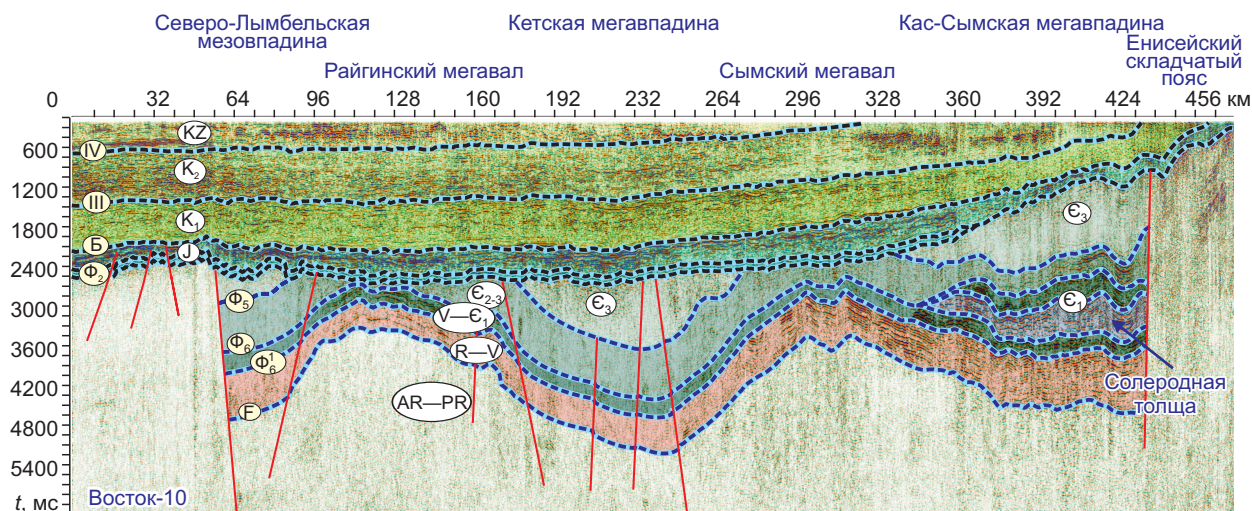 Северо-Лымбельская
мезовпадина
Кетская мегавпадина
Кас-Сымская мегавпадина
Енисейский
складчатый
пояс
Райгинский мегавал
Сымский мегавал
0 32 64 96 128 160 192 232 264 296 328 360 392 424 456 км
600
1200
1800
2400
3000
3600
4200
4800
5400
t, мс
KZ
IV
K2
III
K1
Б
J
Ф2
Є3
Ф5
Є2-3
Є3
Є1
V—Є1
Ф6
R—V
Ф6^1
Солеродная
толща
AR—PR
F
Восток-10